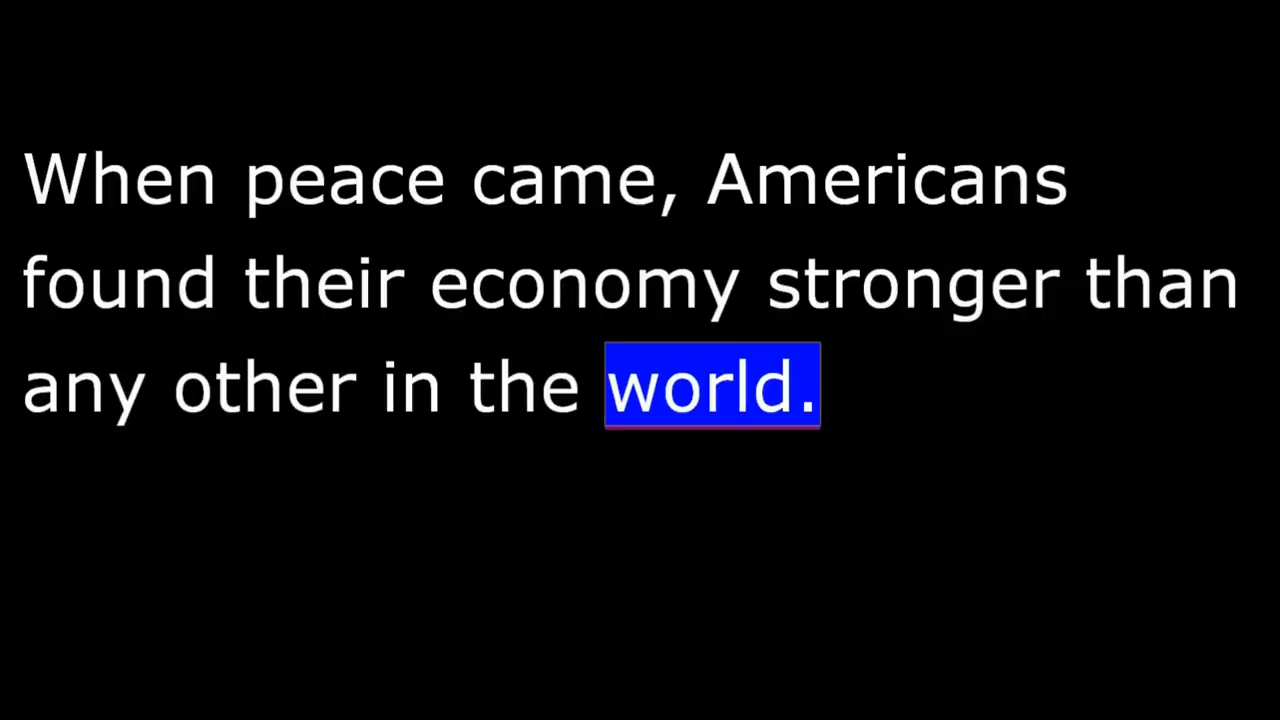 When peace came, Americans
found their economy stronger than
any other in the world.